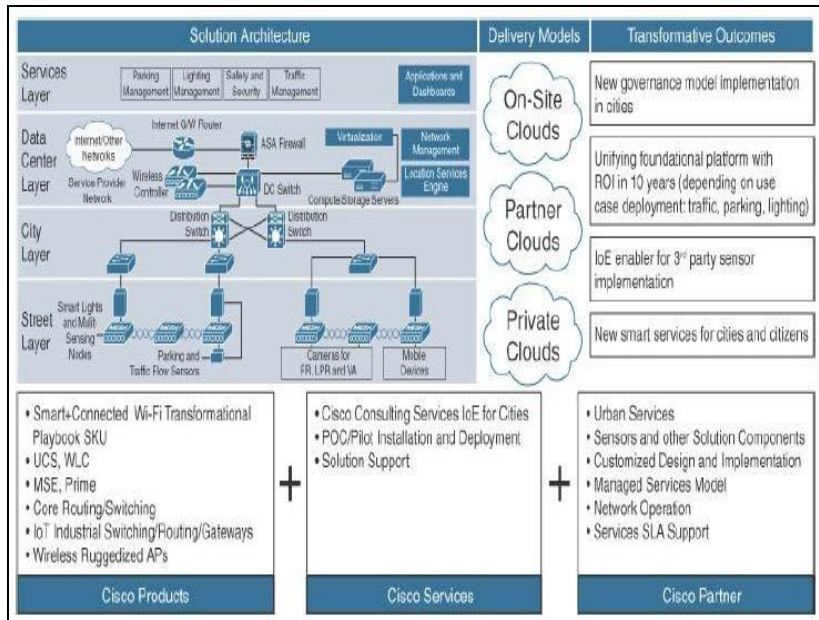 Solution Architecture
Delivery Models
Transformative Outcomes
Services
Layer
Parking
Management
Lighting
Management
Safety and
Security
Traffic
Management
Applications and
Dashboards
Data
Center
Layer
Internet/Other
Networks
Service Provider
Network
Internet G/W Router
ASA Firewall
Wireless
Controller
DC Switch
Virtualization
Compute/Storage Servers
Network
Management
Location Services
Engine
City
Layer
Distribution
Switch
Distribution
Switch
Street
Layer
Smart Lights
and Multi
Sensing
Nodes
Parking and
Traffic Flow Sensors
Cameras for
FR, LPR and VA
Mobile
Devices
On-Site
Clouds
Partner
Clouds
Private
Clouds
New governance model implementation
in cities
Unifying foundational platform with
ROI in 10 years (depending on use
case deployment: traffic, parking, lighting)
IoE enabler for 3rd party sensor
implementation
New smart services for cities and citizens
• Smart+Connected Wi-Fi Transformational
Playbook SKU
• UCS, WLC
• MSE, Prime
• Core Routing/Switching
• IoT Industrial Switching/Routing/Gateways
• Wireless Ruggedized APs
Cisco Products
+
• Cisco Consulting Services IoE for Cities
• POC/Pilot Installation and Deployment
• Solution Support
Cisco Services
+
• Urban Services
• Sensors and other Solution Components
• Customized Design and Implementation
• Managed Services Model
• Network Operation
• Services SLA Support
Cisco Partner